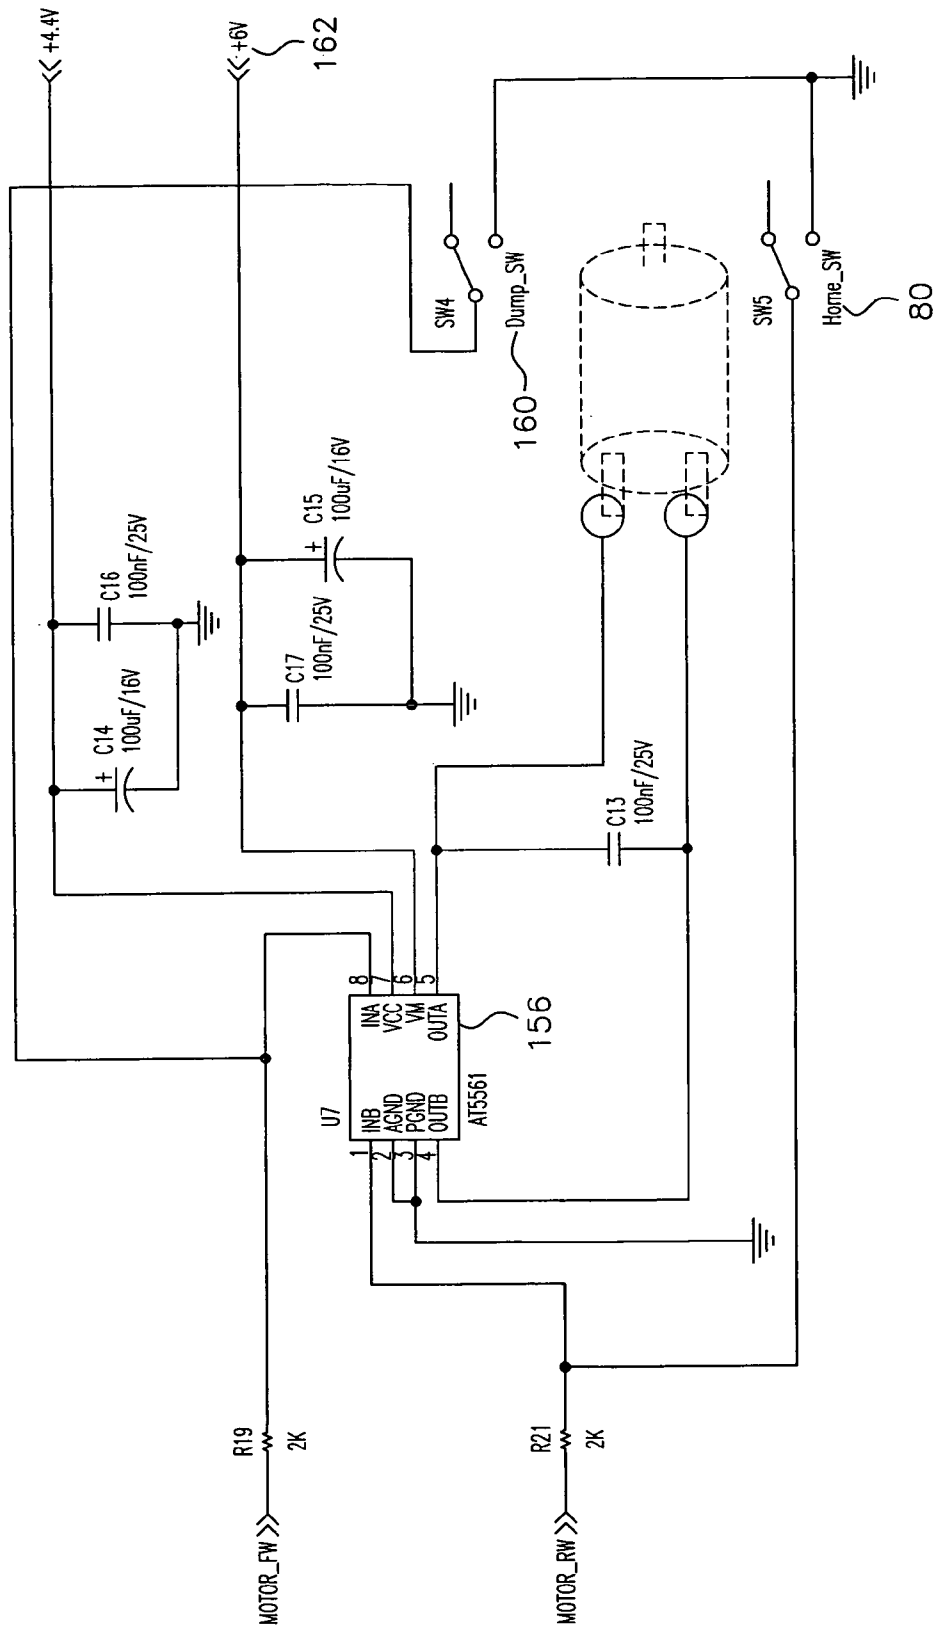 +4.4V
+6V
162
C16
100nF/25V
C14
100uF/16V
+
C15
100uF/16V
+
C17
100nF/25V
SW4
Dump_SW
160
SW5
Home_SW
80
C13
100nF/25V
U7
INB
AGND
PGND
OUTB
1
2
3
4
INA
VCC
VM
OUTA
8
7
6
5
AT5561
156
R19
2K
MOTOR_FW
R21
2K
MOTOR_RW